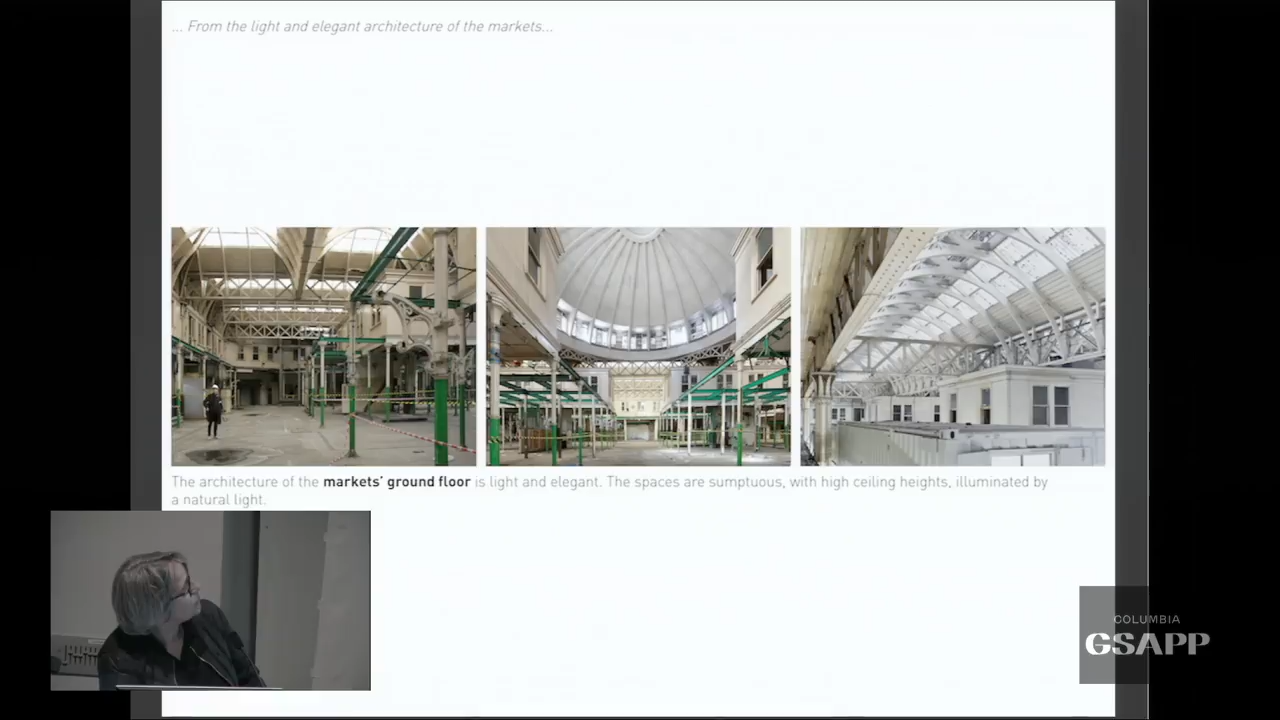 ... From the light and elegant architecture of the markets...
The architecture of the markets' ground floor is light and elegant. The spaces are sumptuous, with high ceiling heights, illuminated by
a natural light.
COLUMBIA
GSAPP